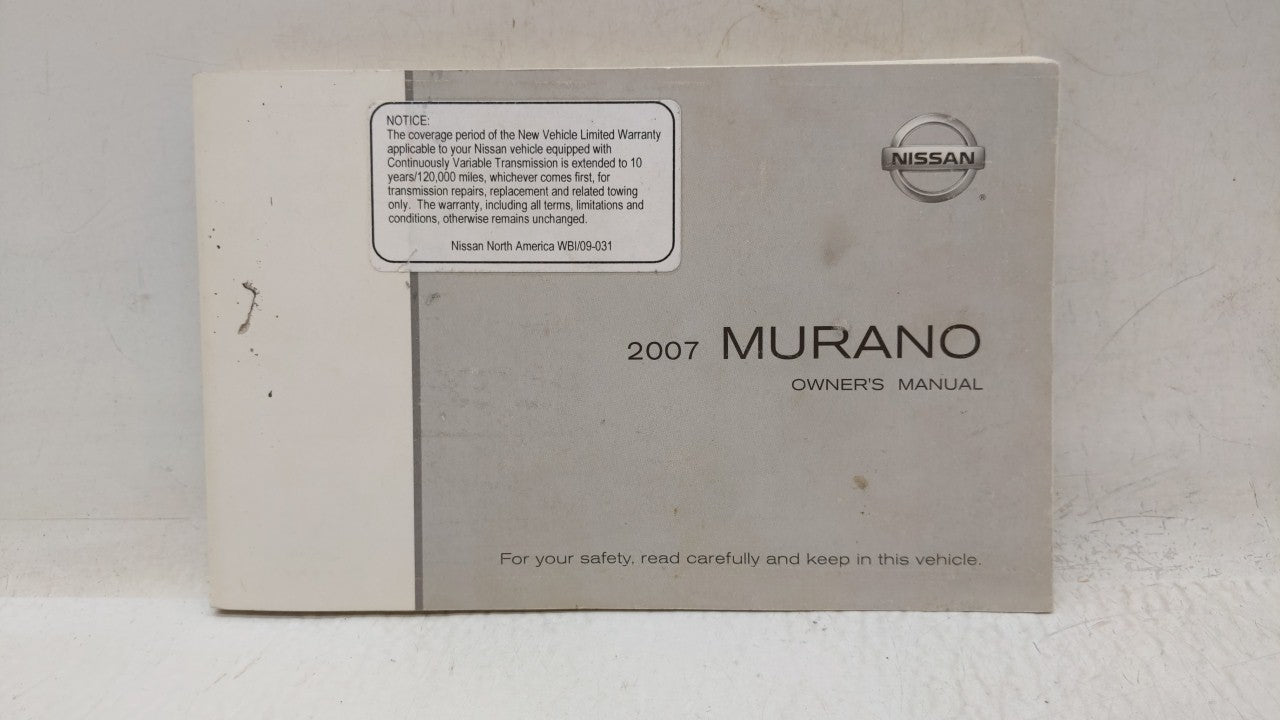 NOTICE:
The coverage period of the New Vehicle Limited Warranty
applicable to your Nissan vehicle equipped with
Continuously Variable Transmission is extended to 10
years/120,000 miles, whichever comes first, for
transmission repairs, replacement and related towing
only. The warranty, including all terms, limitations and
conditions, otherwise remains unchanged.
Nissan North America WBI/09-031
NISSAN
®
2007 MURANO
OWNER'S MANUAL
For your safety, read carefully and keep in this vehicle.